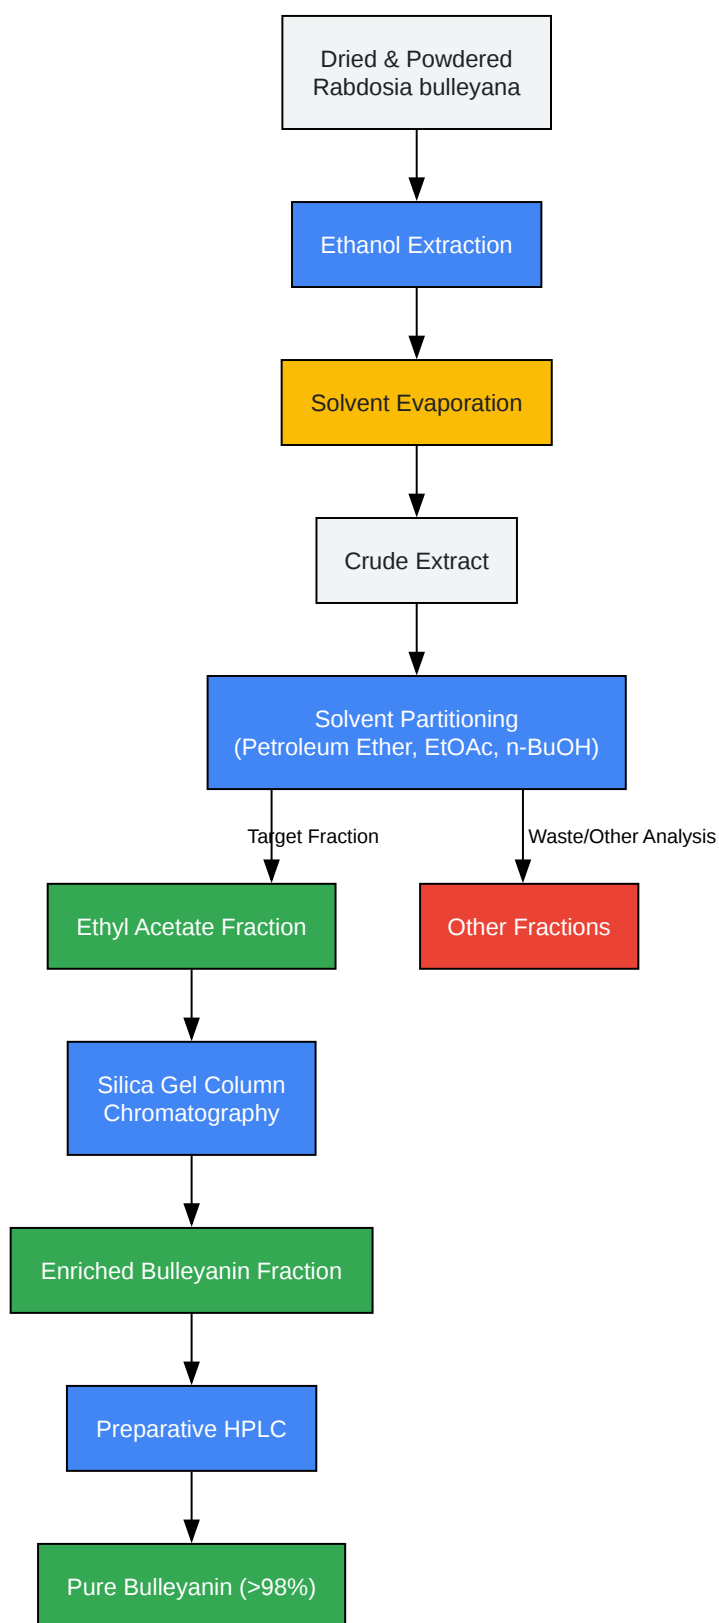 Dried & Powdered
Rabdosia bulleyana
Ethanol Extraction
Solvent Evaporation
Crude Extract
Solvent Partitioning
(Petroleum Ether, EtOAc, n-BuOH)
Target Fraction
Waste/Other Analysis
Ethyl Acetate Fraction
Other Fractions
Silica Gel Column
Chromatography
Enriched Bulleyanin Fraction
Preparative HPLC
Pure Bulleyanin (>98%)